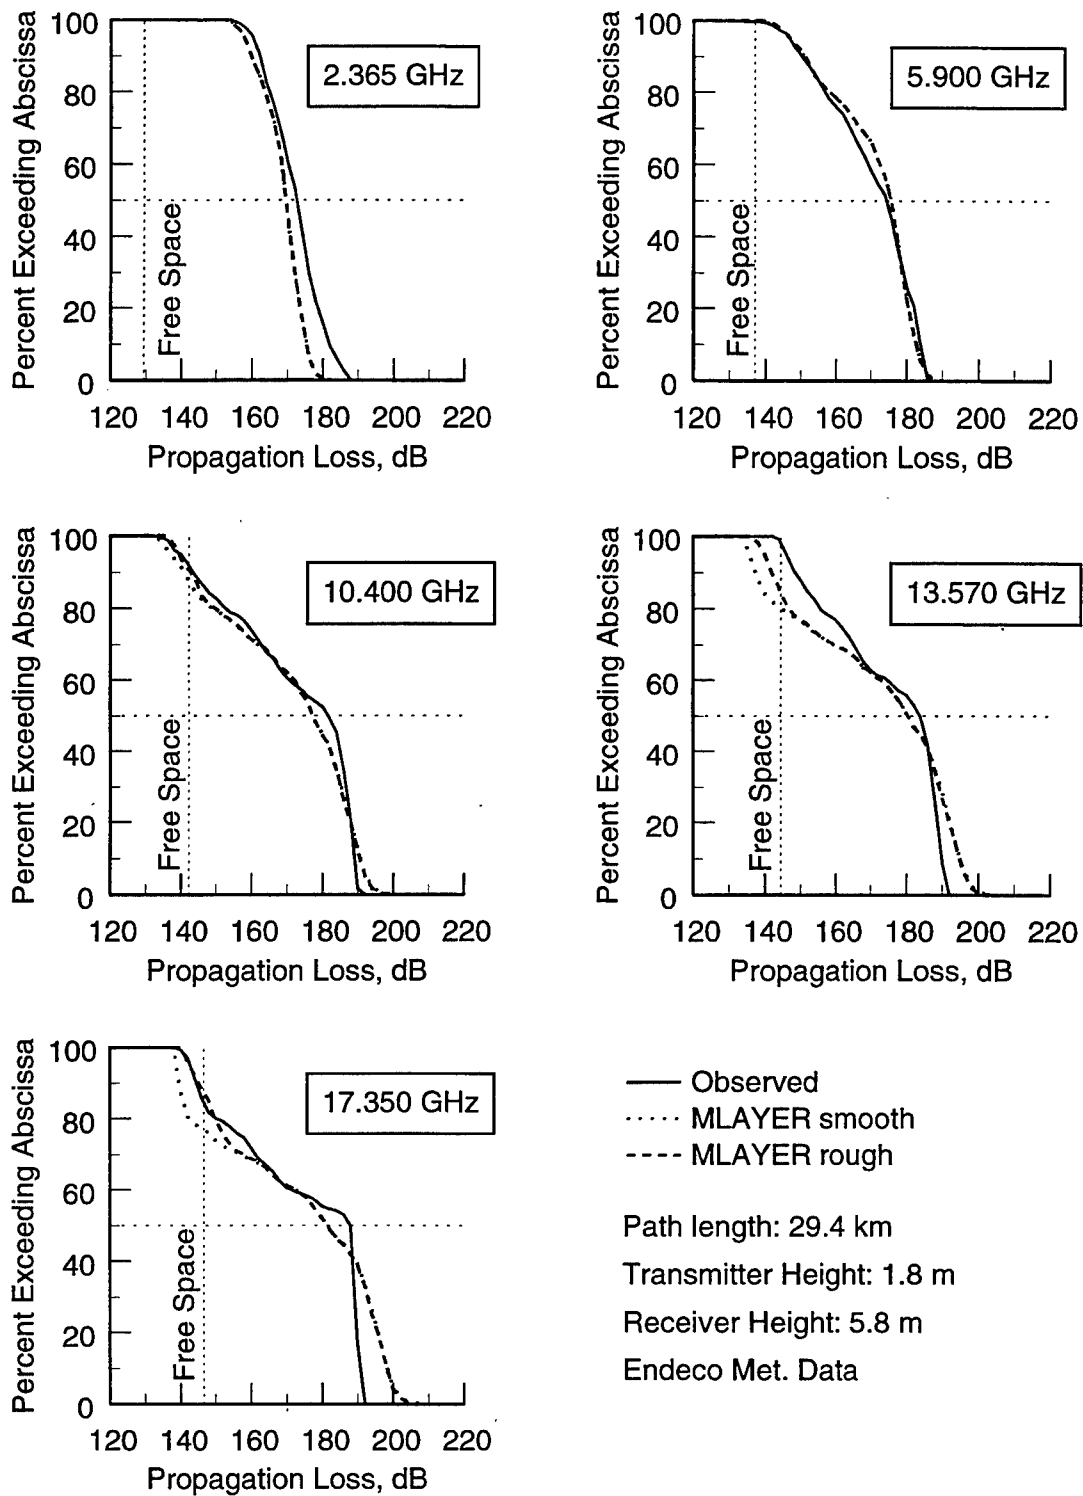 Percent Exceeding Abscissa
100
80
60
40
20
0
2.365 GHz
Free Space
120 140 160 180 200 220
Propagation Loss, dB
Percent Exceeding Abscissa
100
80
60
40
20
0
5.900 GHz
Free Space
120 140 160 180 200 220
Propagation Loss, dB
Percent Exceeding Abscissa
100
80
60
40
20
0
10.400 GHz
Free Space
120 140 160 180 200 220
Propagation Loss, dB
Percent Exceeding Abscissa
100
80
60
40
20
0
13.570 GHz
Free Space
120 140 160 180 200 220
Propagation Loss, dB
Percent Exceeding Abscissa
100
80
60
40
20
0
17.350 GHz
Free Space
120 140 160 180 200 220
Propagation Loss, dB
Observed
MLAYER smooth
MLAYER rough
Path length: 29.4 km
Transmitter Height: 1.8 m
Receiver Height: 5.8 m
Endeco Met. Data